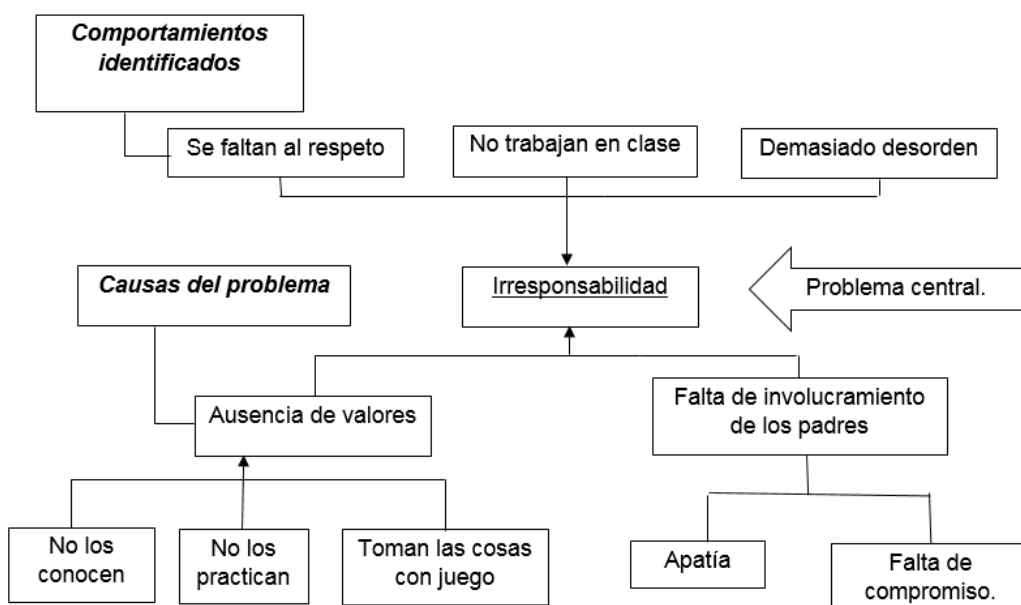 Comportamientos
identificados
Se faltan al respeto
No trabajan en clase
Demasiado desorden
Causas del problema
Irresponsabilidad
Problema central.
Ausencia de valores
Falta de involucramiento
de los padres
No los
conocen
No los
practican
Toman las cosas
con juego
Apatía
Falta de
compromiso.